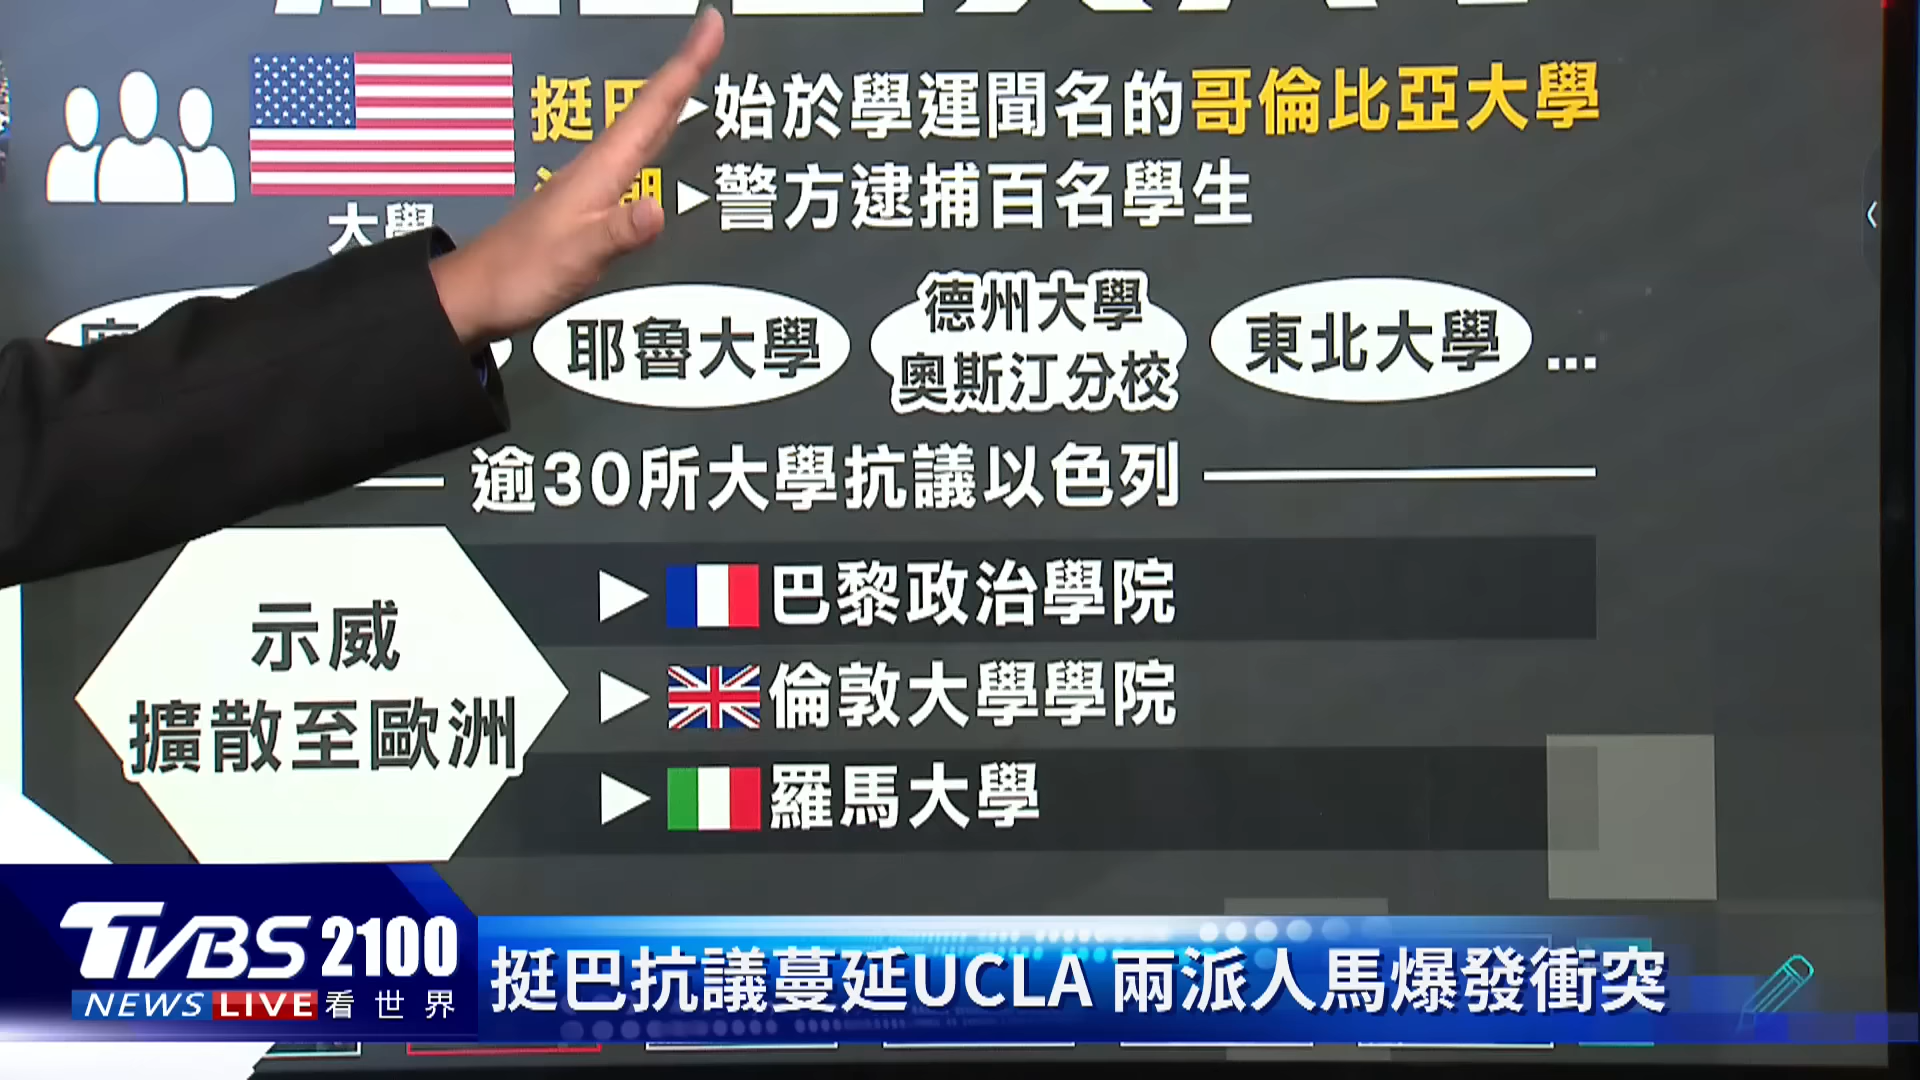 挺巴
始於學運聞名的哥倫比亞大學
潮
警方逮捕百名學生
大學
耶魯大學
德州大學
奧斯汀分校
東北大學
...
逾30所大學抗議以色列
示威
擴散至歐洲
巴黎政治學院
倫敦大學學院
羅馬大學
TVBS 2100
NEWS LIVE 看世界
挺巴抗議蔓延UCLA 兩派人馬爆發衝突